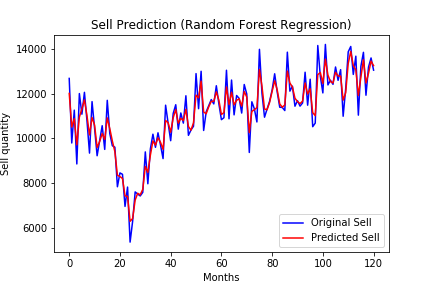 Sell Prediction (Random Forest Regression)
14000
12000
10000
8000
6000
Sell quantity
0
20
40
60
80
100
120
Months
Original Sell
Predicted Sell